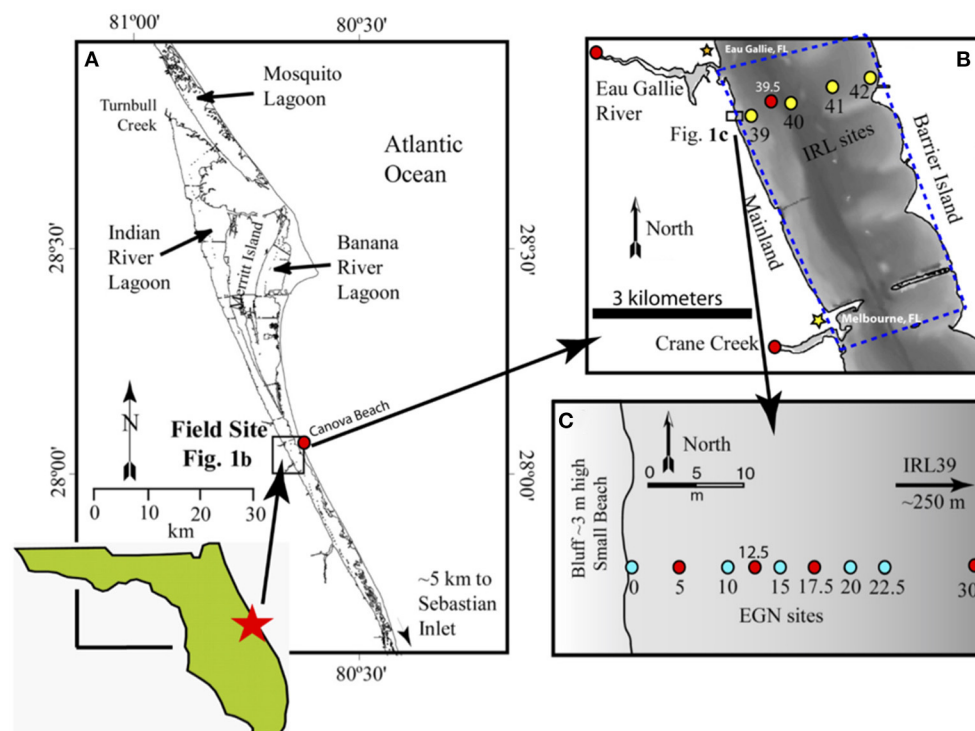 81°00'
80°30'
A
Mosquito
Lagoon
Turnbull
Creek
Atlantic
Ocean
28°30'
28°30'
Indian
River
Lagoon
Merritt Island
Banana
River
Lagoon
N
Field Site
Fig. 1b
Canova Beach
28°00'
28°00'
0 10 20 30
km
~5 km to
Sebastian
Inlet
80°30'
B
Eau Gallie, FL
Eau Gallie
River
39.5
42
41
40
39
Fig. 1c
IRL sites
Barrier Island
Mainland
North
3 kilometers
Melbourne, FL
Crane Creek
C
North
0 5 10
m
IRL39
~250 m
Bluff ~3 m high
Small Beach
12.5
0 5 10 15 17.5 20 22.5 30
EGN sites